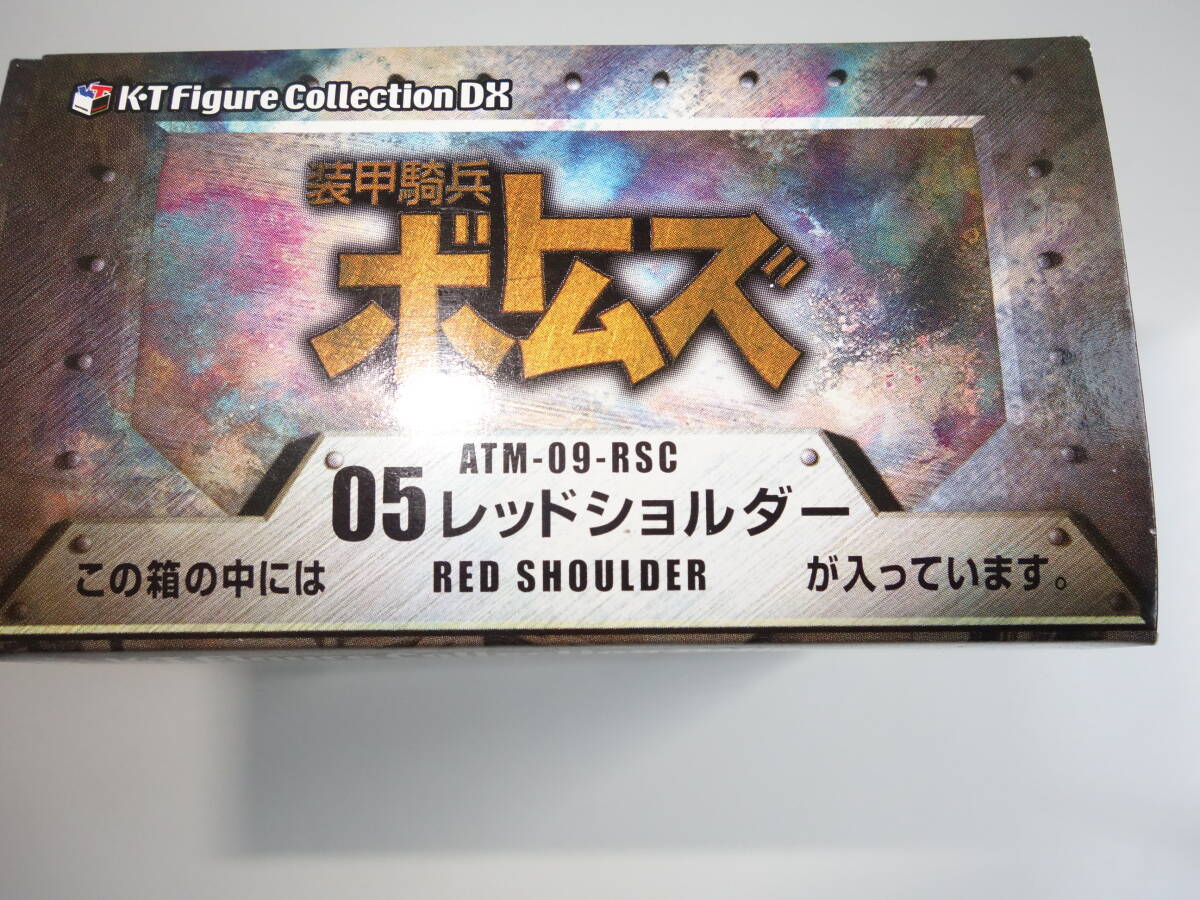 K·T Figure Collection DX
装甲騎兵
ボトムズ
ATM-09-RSC
05 レッドショルダー
この箱の中には RED SHOULDER が入っています。